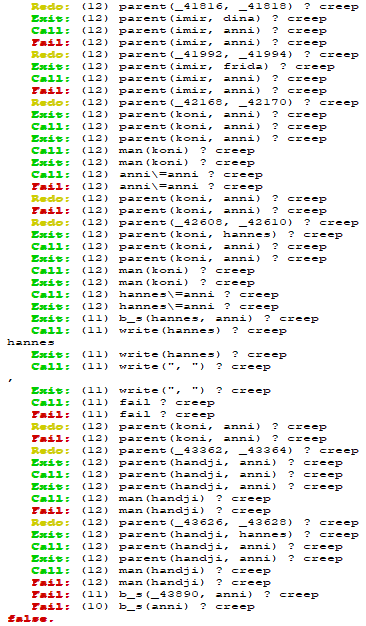 Redo: (12) parent(_41816, _41818) ? creep
Exit: (12) parent(imir, dina) ? creep
Call: (12) parent(imir, anni) ? creep
Fail: (12) parent(imir, anni) ? creep
Redo: (12) parent(_41992, _41994) ? creep
Exit: (12) parent(imir, frida) ? creep
Call: (12) parent(imir, anni) ? creep
Fail: (12) parent(imir, anni) ? creep
Redo: (12) parent(_42168, _42170) ? creep
Exit: (12) parent(koni, anni) ? creep
Call: (12) parent(koni, anni) ? creep
Exit: (12) parent(koni, anni) ? creep
Call: (12) man(koni) ? creep
Exit: (12) man(koni) ? creep
Call: (12) anni\=anni ? creep
Fail: (12) anni\=anni ? creep
Redo: (12) parent(koni, anni) ? creep
Fail: (12) parent(koni, anni) ? creep
Redo: (12) parent(_42608, _42610) ? creep
Exit: (12) parent(koni, hannes) ? creep
Call: (12) parent(koni, anni) ? creep
Exit: (12) parent(koni, anni) ? creep
Call: (12) man(koni) ? creep
Exit: (12) man(koni) ? creep
Call: (12) hannes\=anni ? creep
Exit: (12) hannes\=anni ? creep
Exit: (11) b_s(hannes, anni) ? creep
Call: (11) write(hannes) ? creep
hannes
Exit: (11) write(hannes) ? creep
Call: (11) write(", ") ? creep
,
Exit: (11) write(", ") ? creep
Call: (11) fail ? creep
Fail: (11) fail ? creep
Redo: (12) parent(koni, anni) ? creep
Fail: (12) parent(koni, anni) ? creep
Redo: (12) parent(_43362, _43364) ? creep
Exit: (12) parent(handji, anni) ? creep
Call: (12) parent(handji, anni) ? creep
Exit: (12) parent(handji, anni) ? creep
Call: (12) man(handji) ? creep
Fail: (12) man(handji) ? creep
Redo: (12) parent(_43626, _43628) ? creep
Exit: (12) parent(handji, hannes) ? creep
Call: (12) parent(handji, anni) ? creep
Exit: (12) parent(handji, anni) ? creep
Call: (12) man(handji) ? creep
Fail: (12) man(handji) ? creep
Fail: (11) b_s(_43890, anni) ? creep
Fail: (10) b_s(anni) ? creep
false.